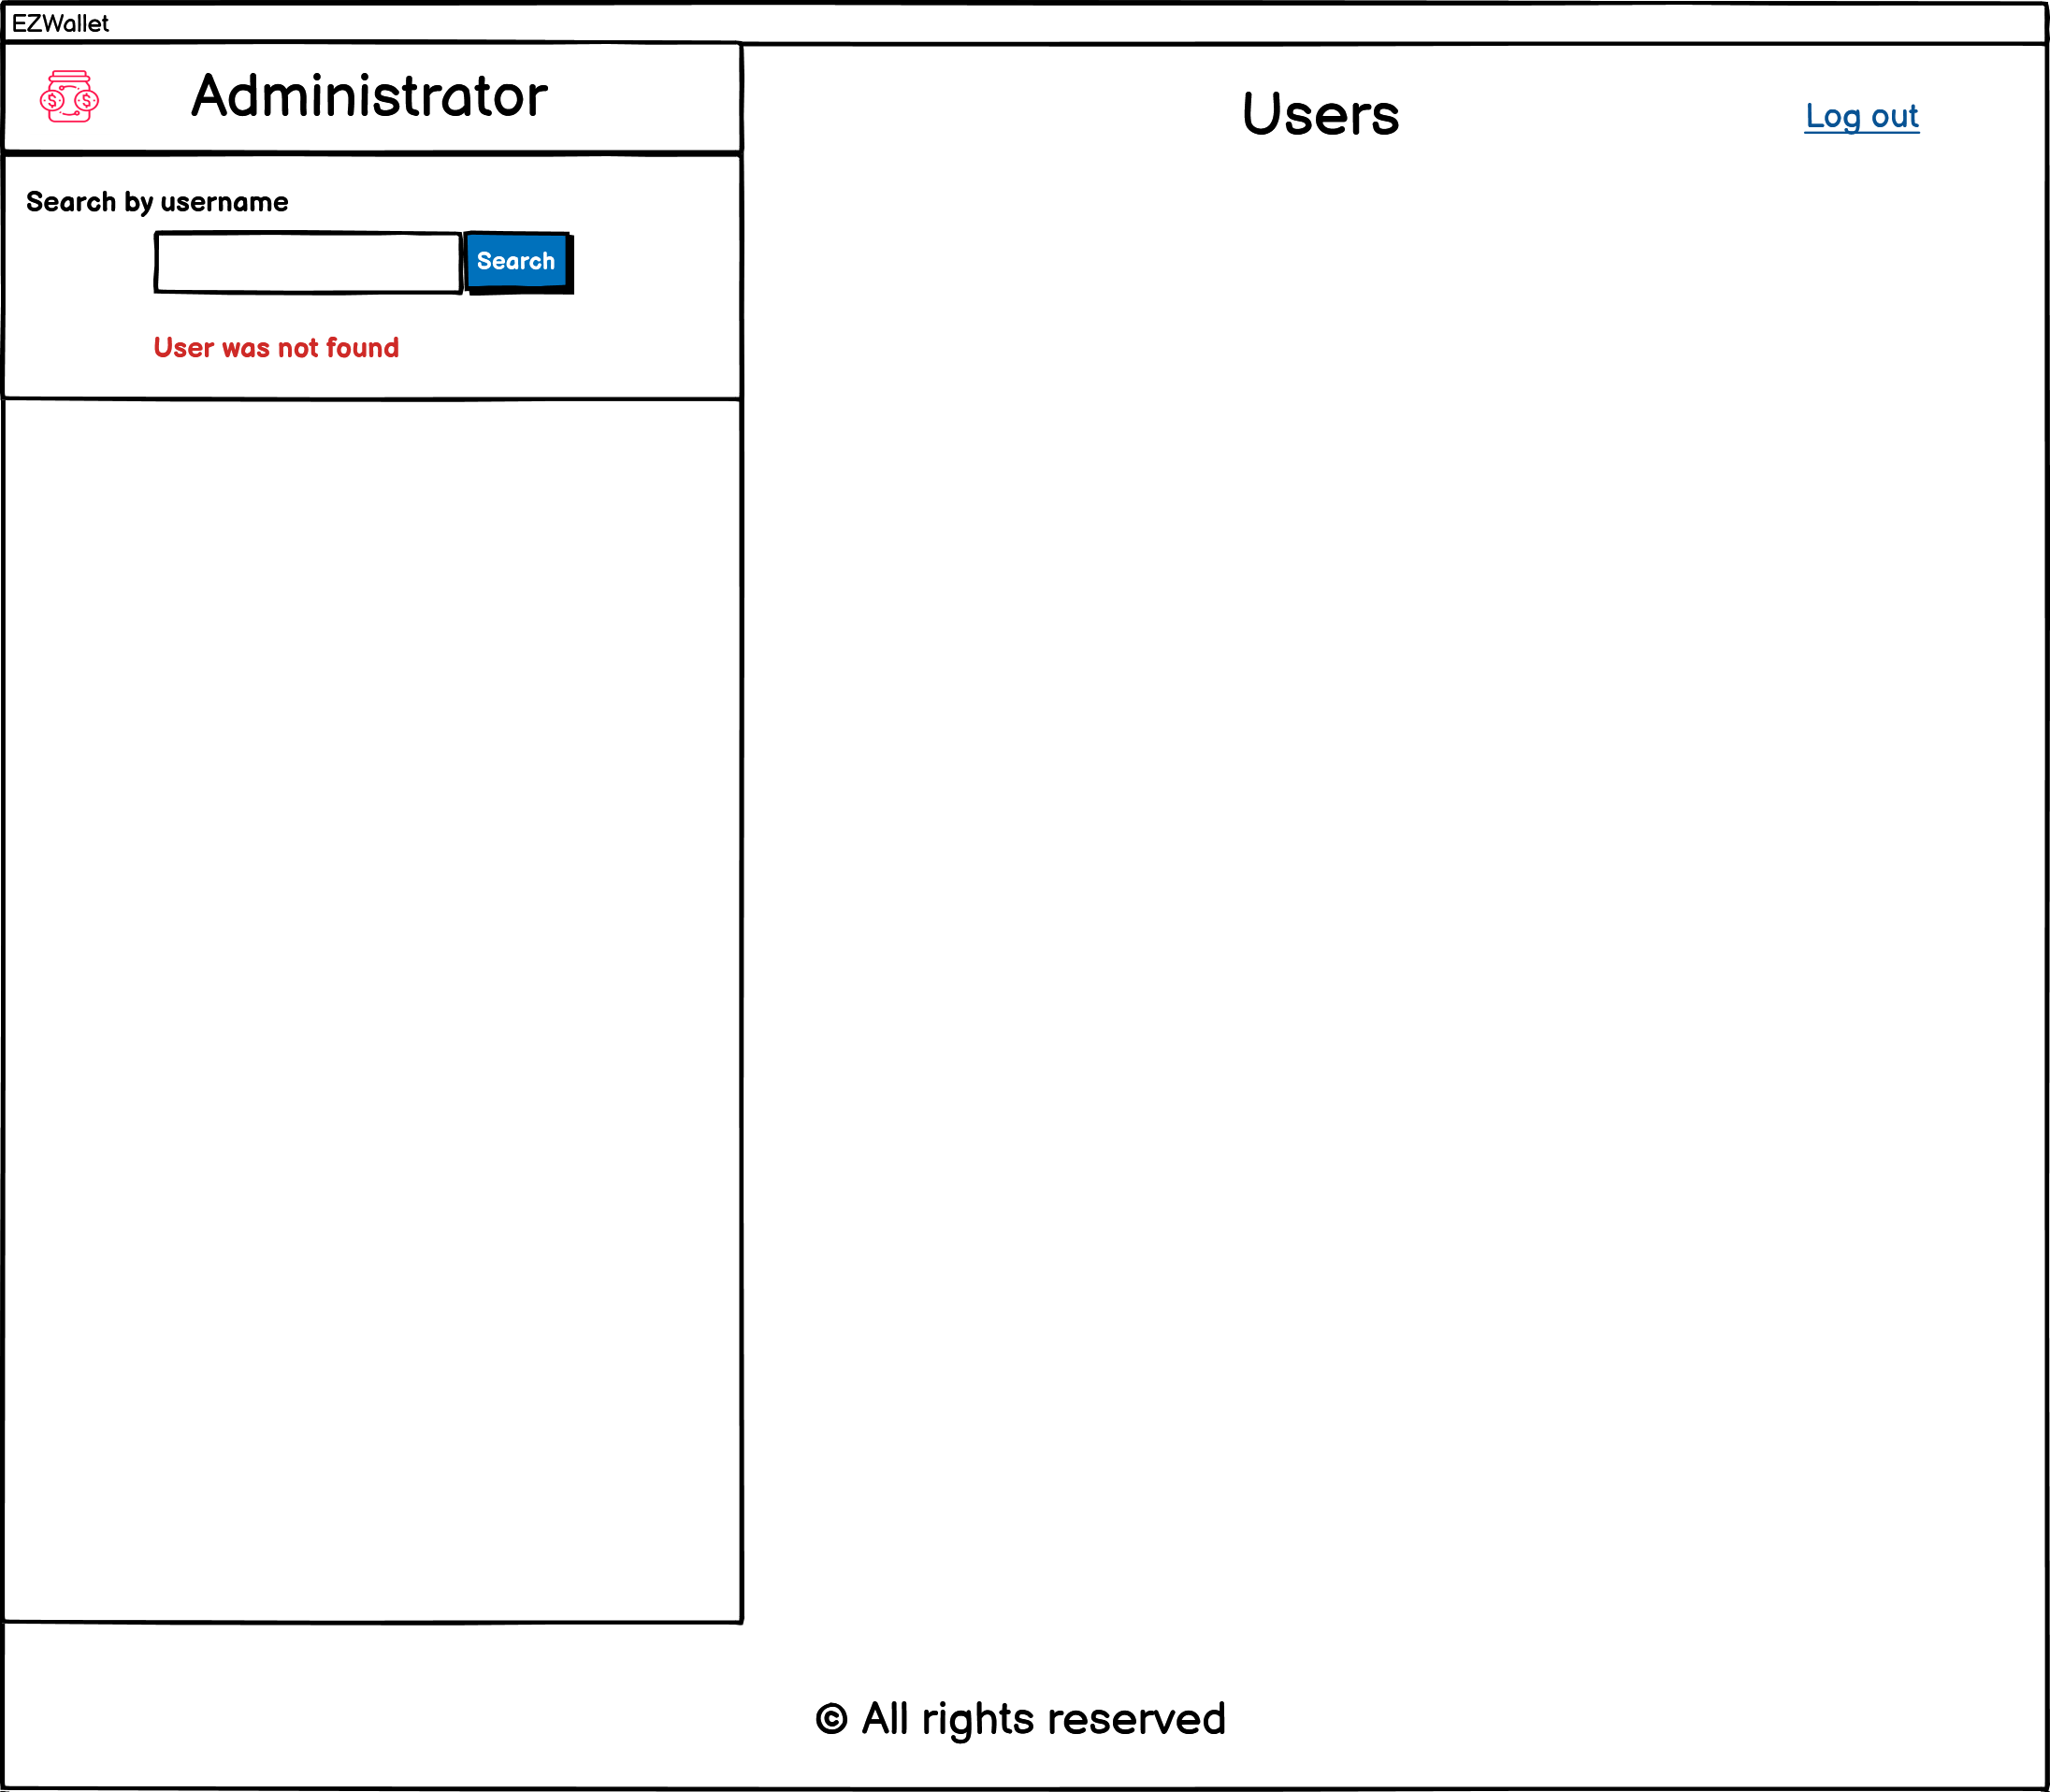 EZWallet
Administrator
Users
Log out
Search by username
Search
User was not found
© All rights reserved